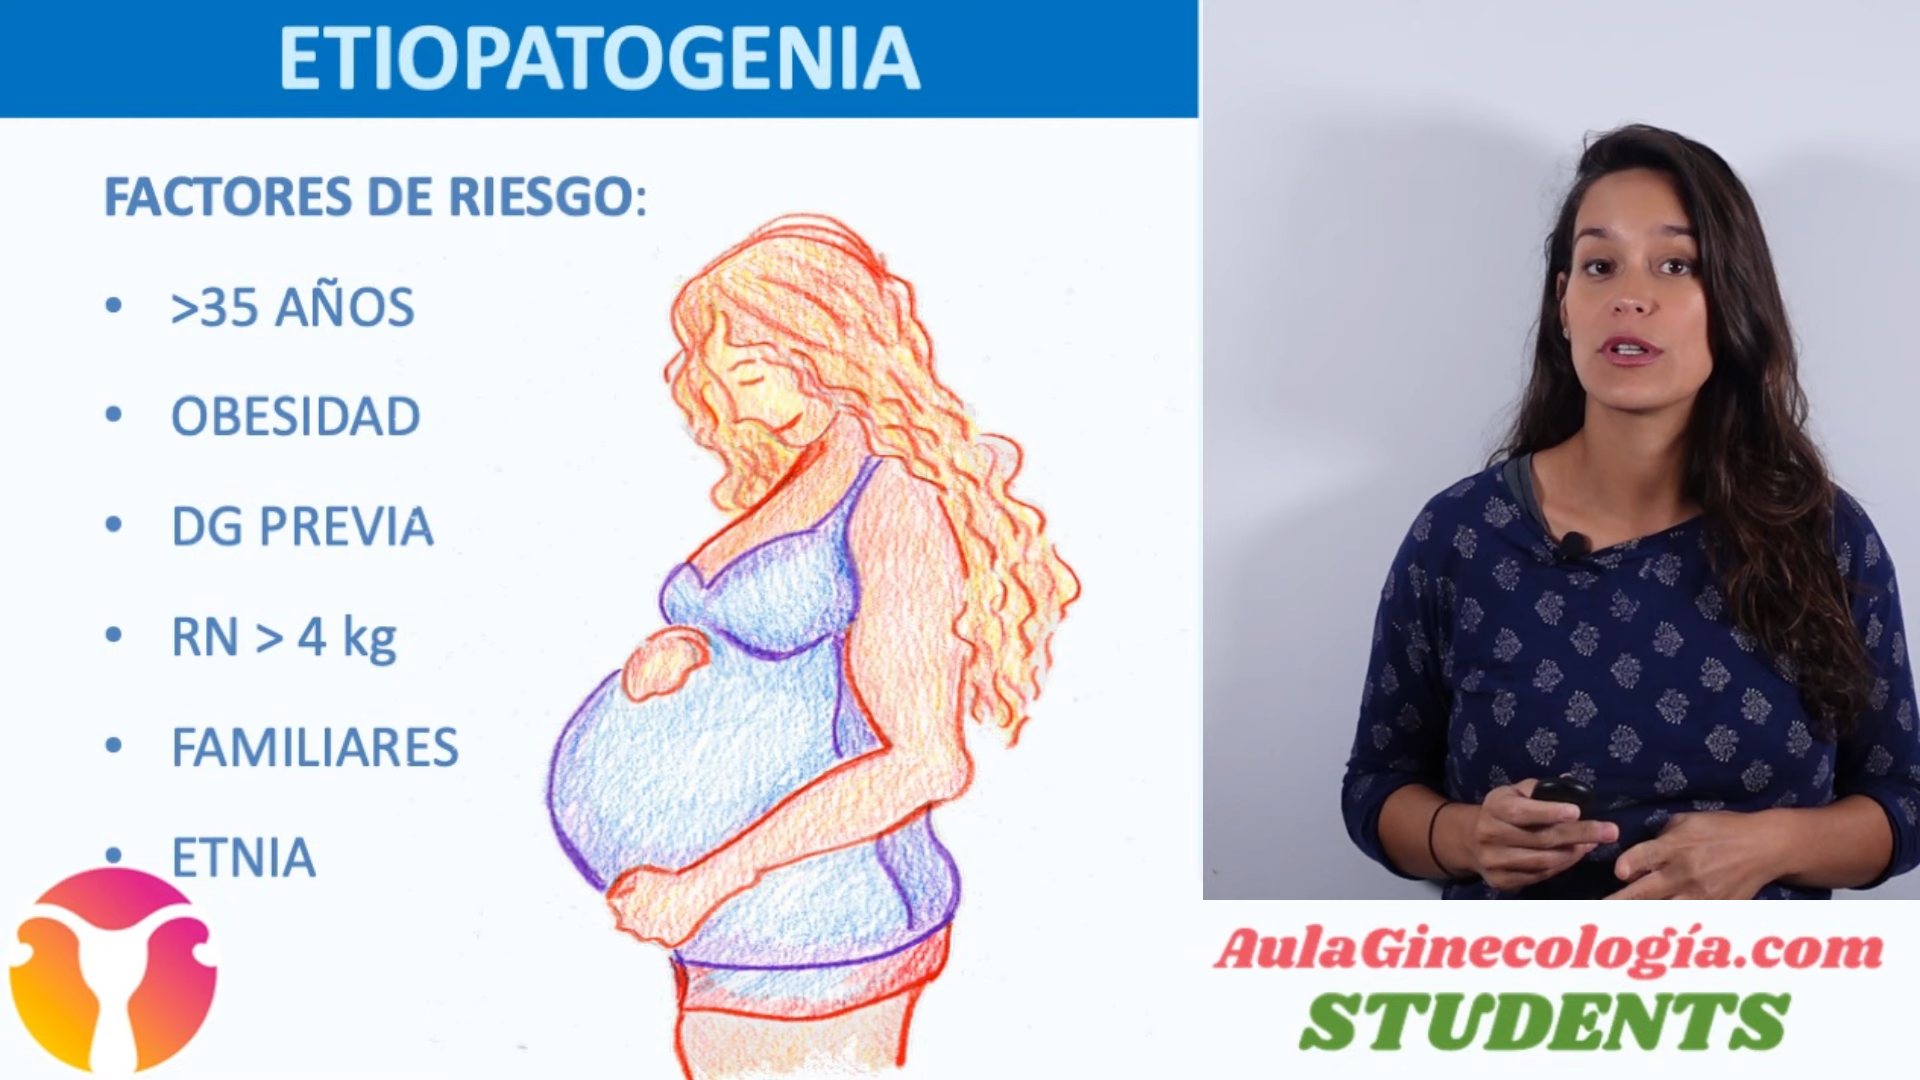 ETIOPATOGENIA
FACTORES DE RIESGO:
• >35 AÑOS
• OBESIDAD
• DG PREVIA
• RN > 4 kg
• FAMILIARES
• ETNIA
AulaGinecología.com
STUDENTS